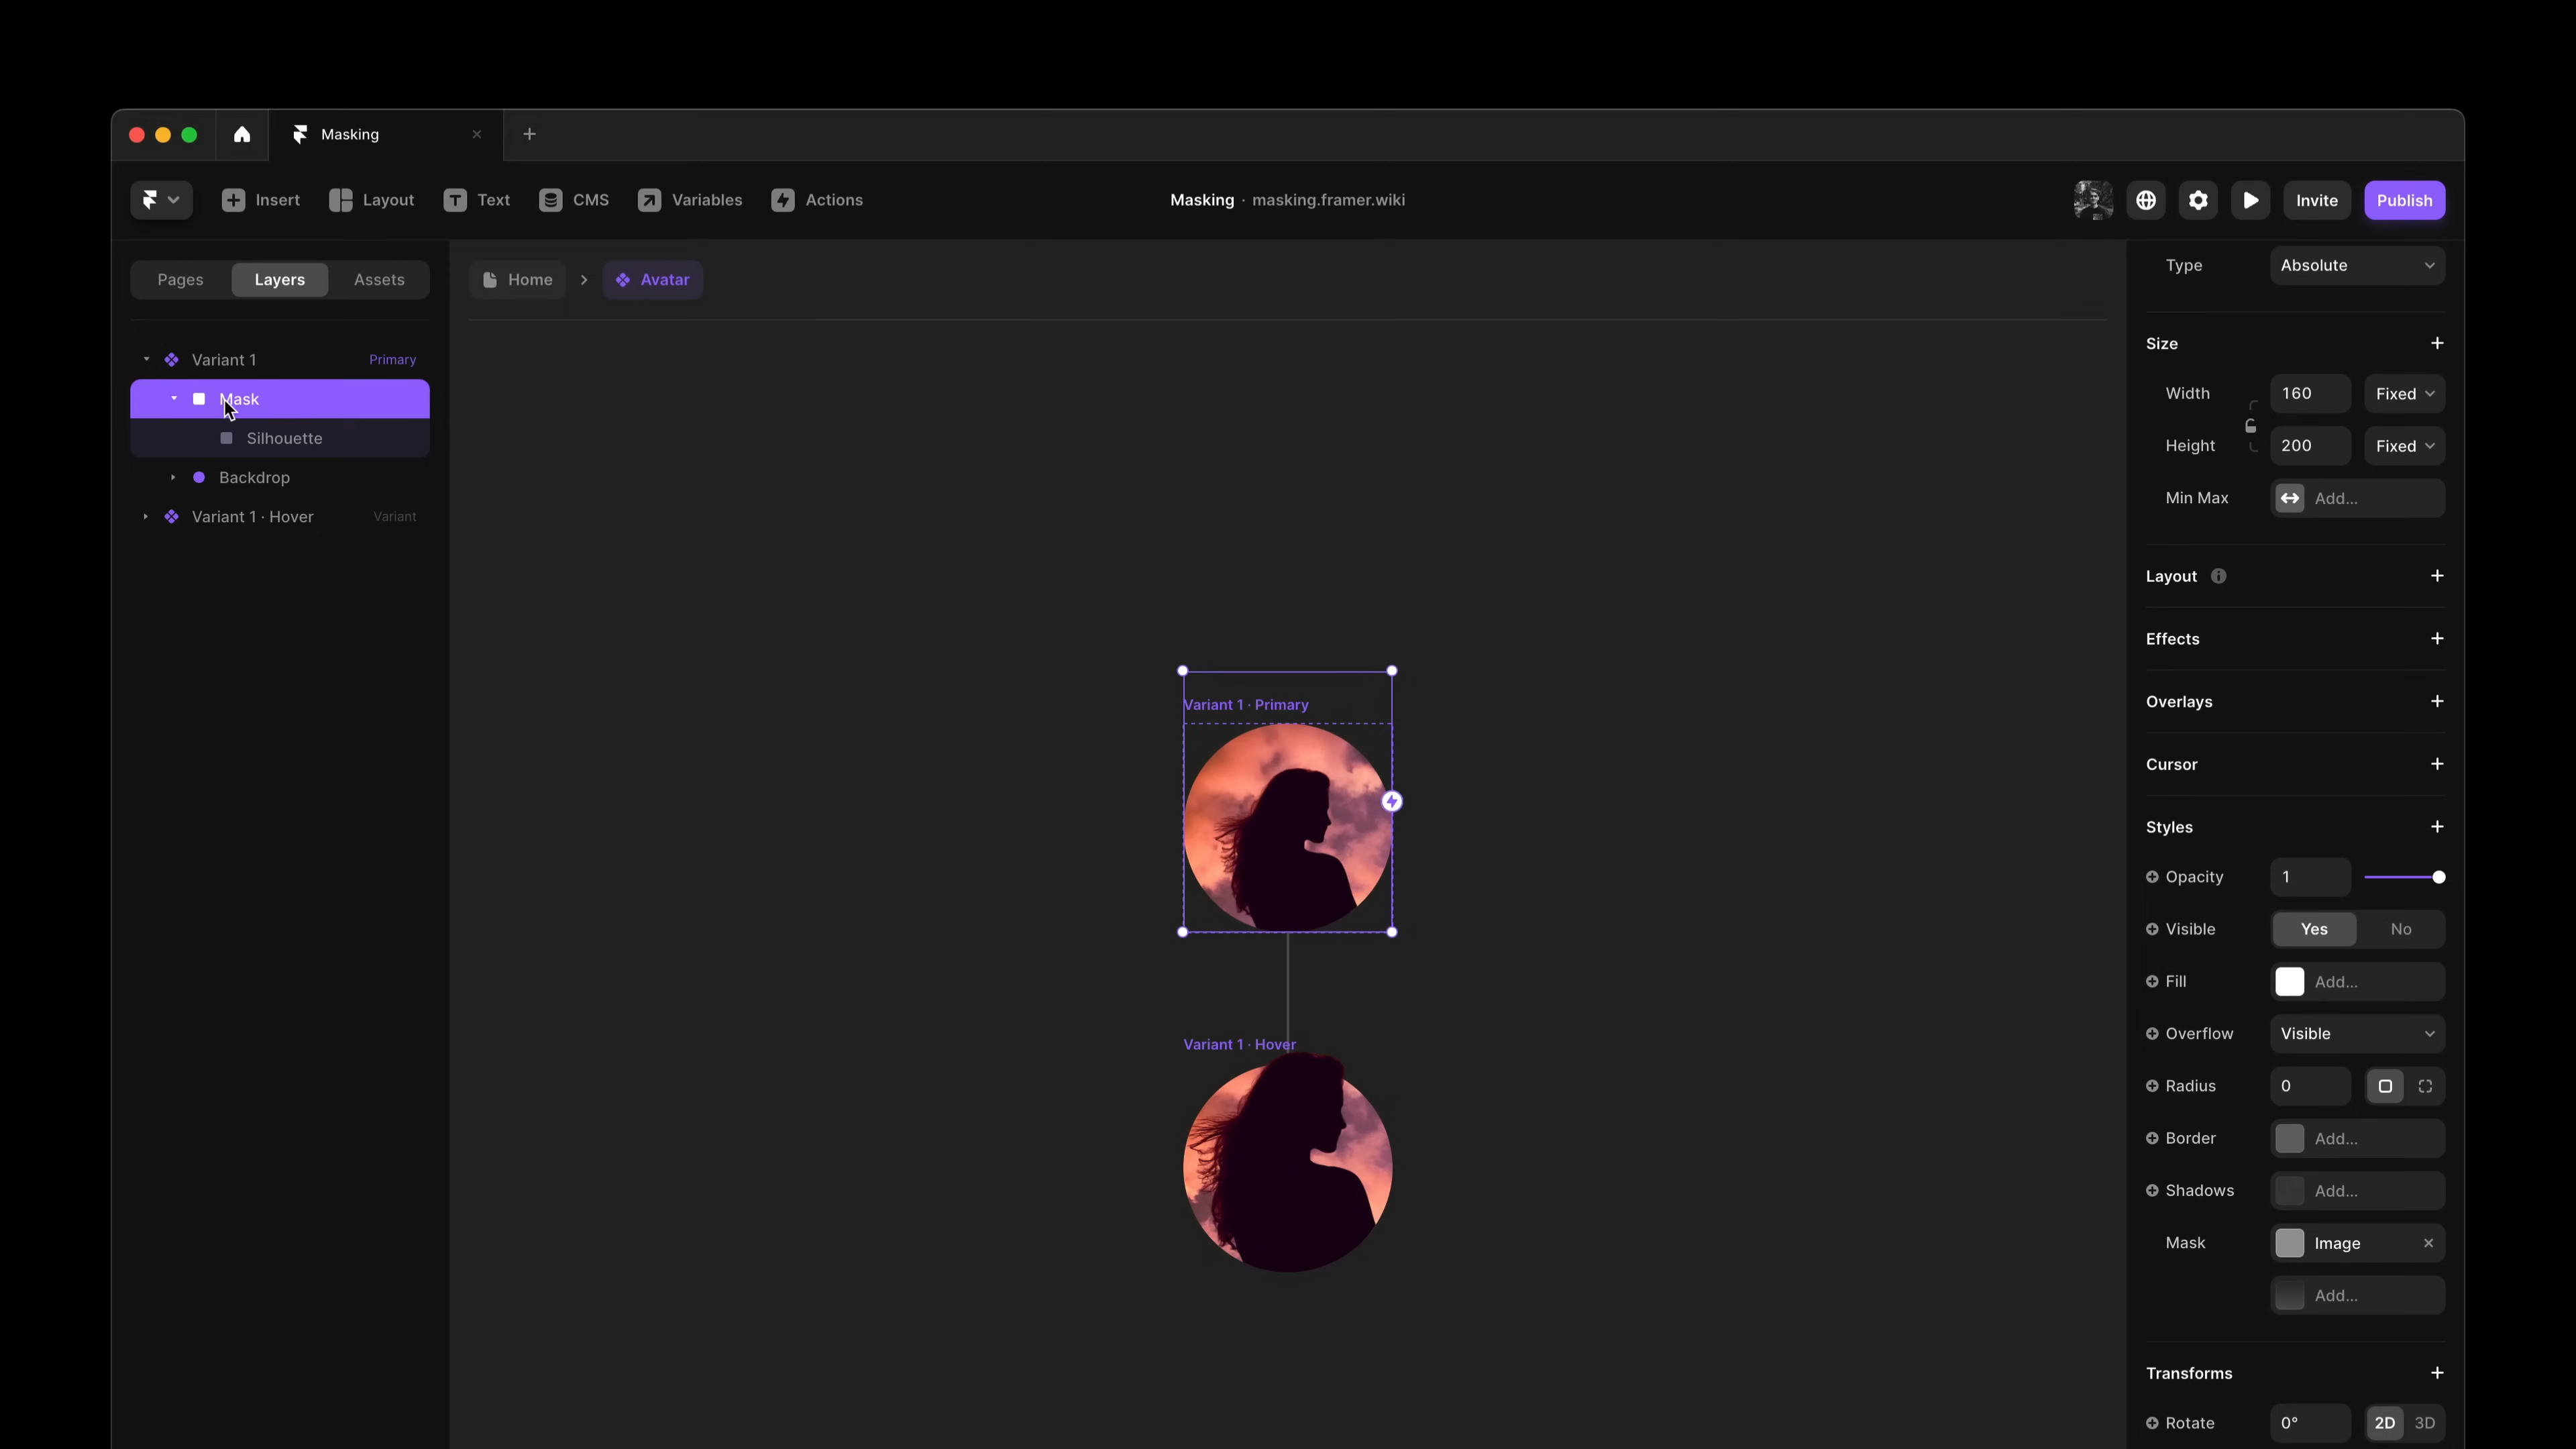 Masking
Insert Layout Text CMS Variables Actions
Masking · masking.framer.wiki
Invite Publish
Pages Layers Assets
Home Avatar
Variant 1 Primary
Mask
Silhouette
Backdrop
Variant 1 · Hover Variant
Variant 1 · Primary
Variant 1 · Hover
Type Absolute
Size
Width 160 Fixed
Height 200 Fixed
Min Max Add...
Layout
Effects
Overlays
Cursor
Styles
Opacity 1
Visible Yes No
Fill Add...
Overflow Visible
Radius 0
Border Add...
Shadows Add...
Mask Image
Add...
Transforms
Rotate 0° 2D 3D